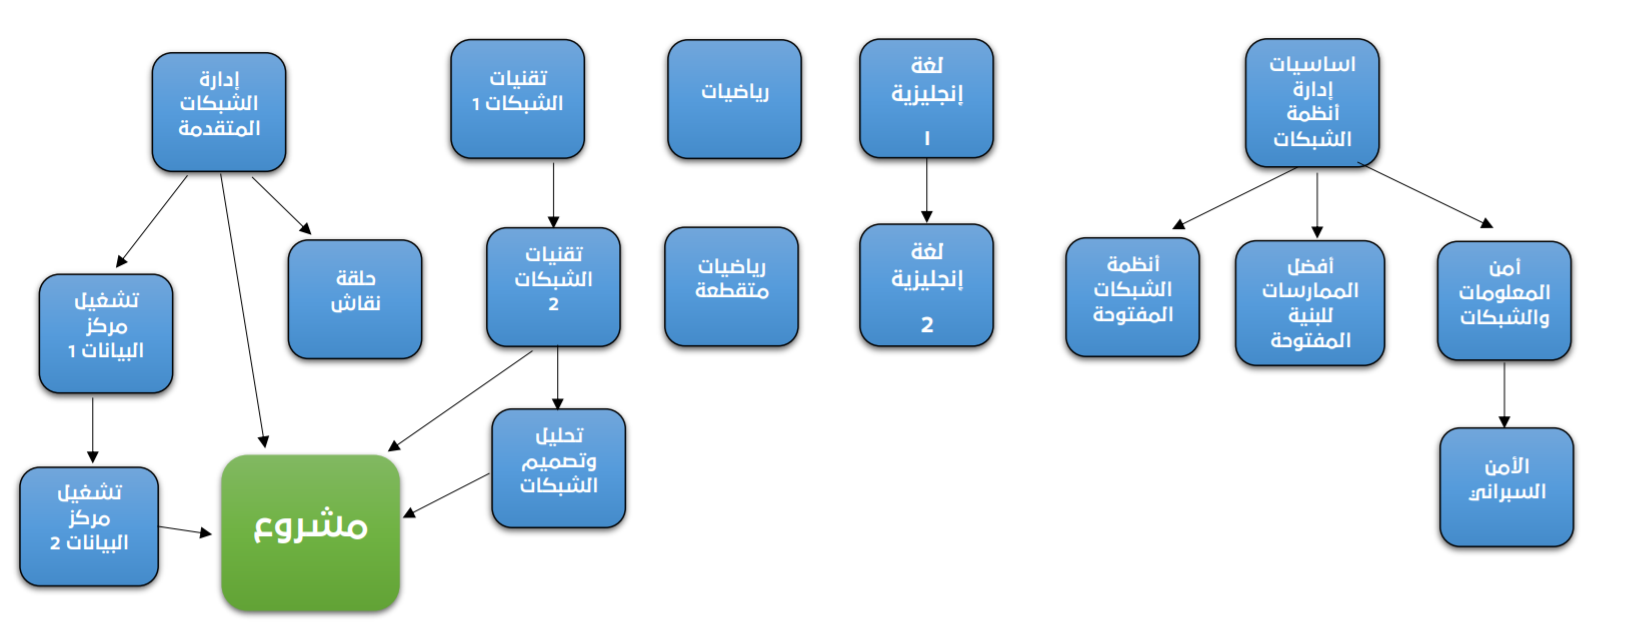 اساسيات
إدارة
أنظمة
الشبكات
لغة
إنجليزية
1
رياضيات
تقنيات
الشبكات 1
إدارة
الشبكات
المتقدمة
أمن
المعلومات
والشبكات
أفضل
الممارسات
للبنية
المفتوحة
أنظمة
الشبكات
المفتوحة
لغة
إنجليزية
2
رياضيات
متقطعة
تقنيات
الشبكات
2
حلقة
نقاش
تشغيل
مركز
البيانات 1
الأمن
السبراني
تحليل
وتصميم
الشبكات
مشروع
تشغيل
مركز
البيانات 2